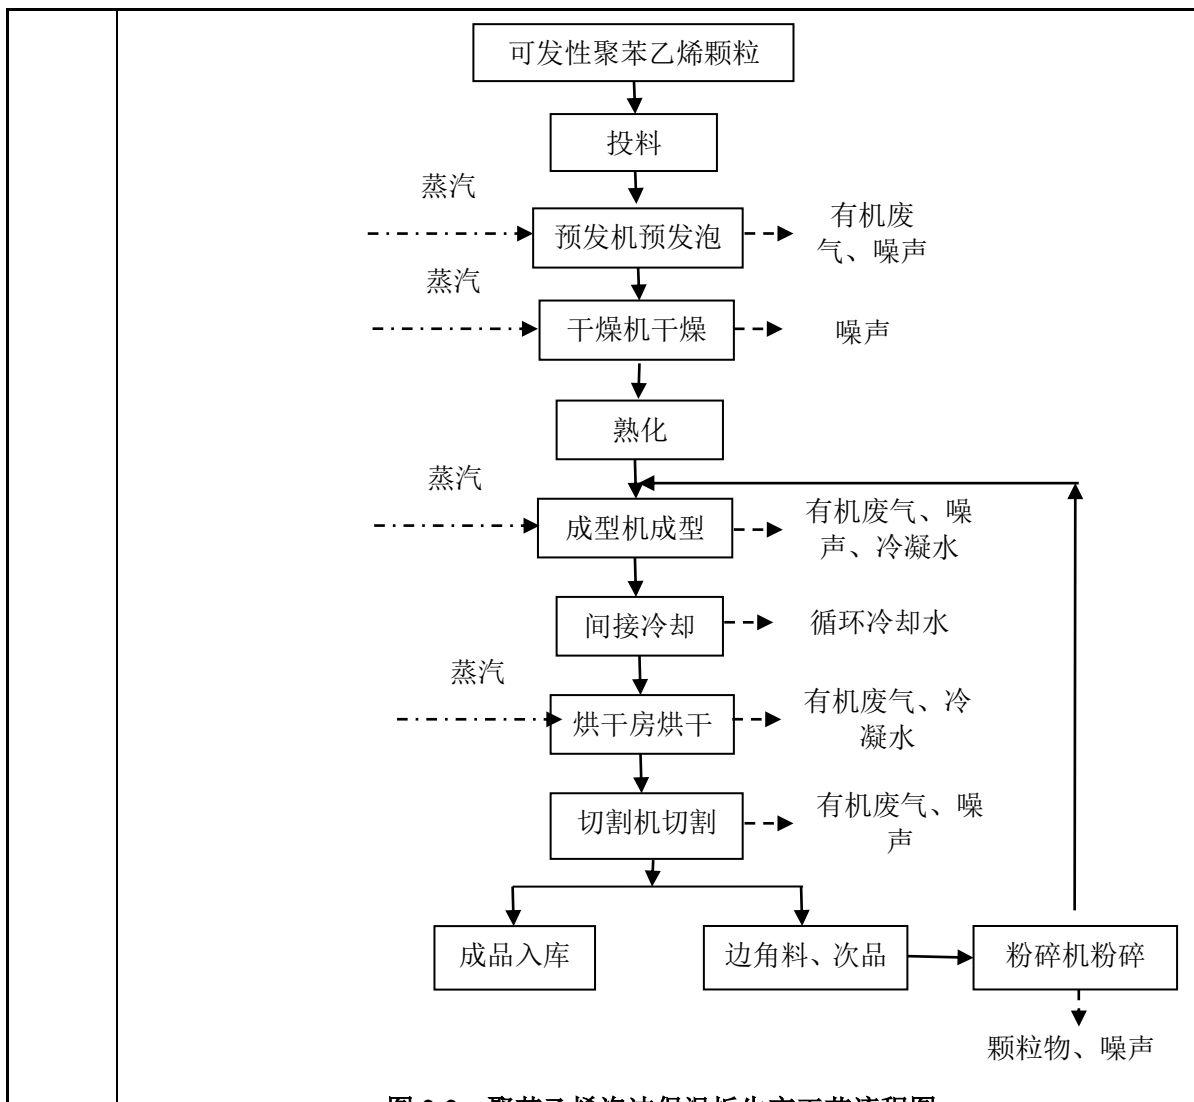 可发性聚苯乙烯颗粒
投料
蒸汽
预发机预发泡
有机废
气、噪声
蒸汽
干燥机干燥
噪声
熟化
蒸汽
成型机成型
有机废气、噪
声、冷凝水
间接冷却
循环冷却水
蒸汽
烘干房烘干
有机废气、冷
凝水
切割机切割
有机废气、噪
声
成品入库
边角料、次品
粉碎机粉碎
颗粒物、噪声